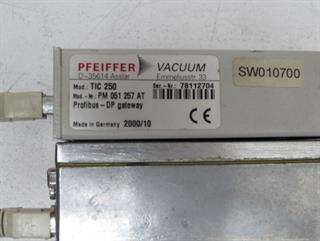 PFEIFFER VACUUM
D-35614 Asslar Emmeliusstr. 33
Mod.: TIC 250 Ser.-Nr.: 78112704
Mod.-Nr.: PM 051 257 AT
Profibus-DP gateway
Made in Germany 2000/10
CE
SW010700